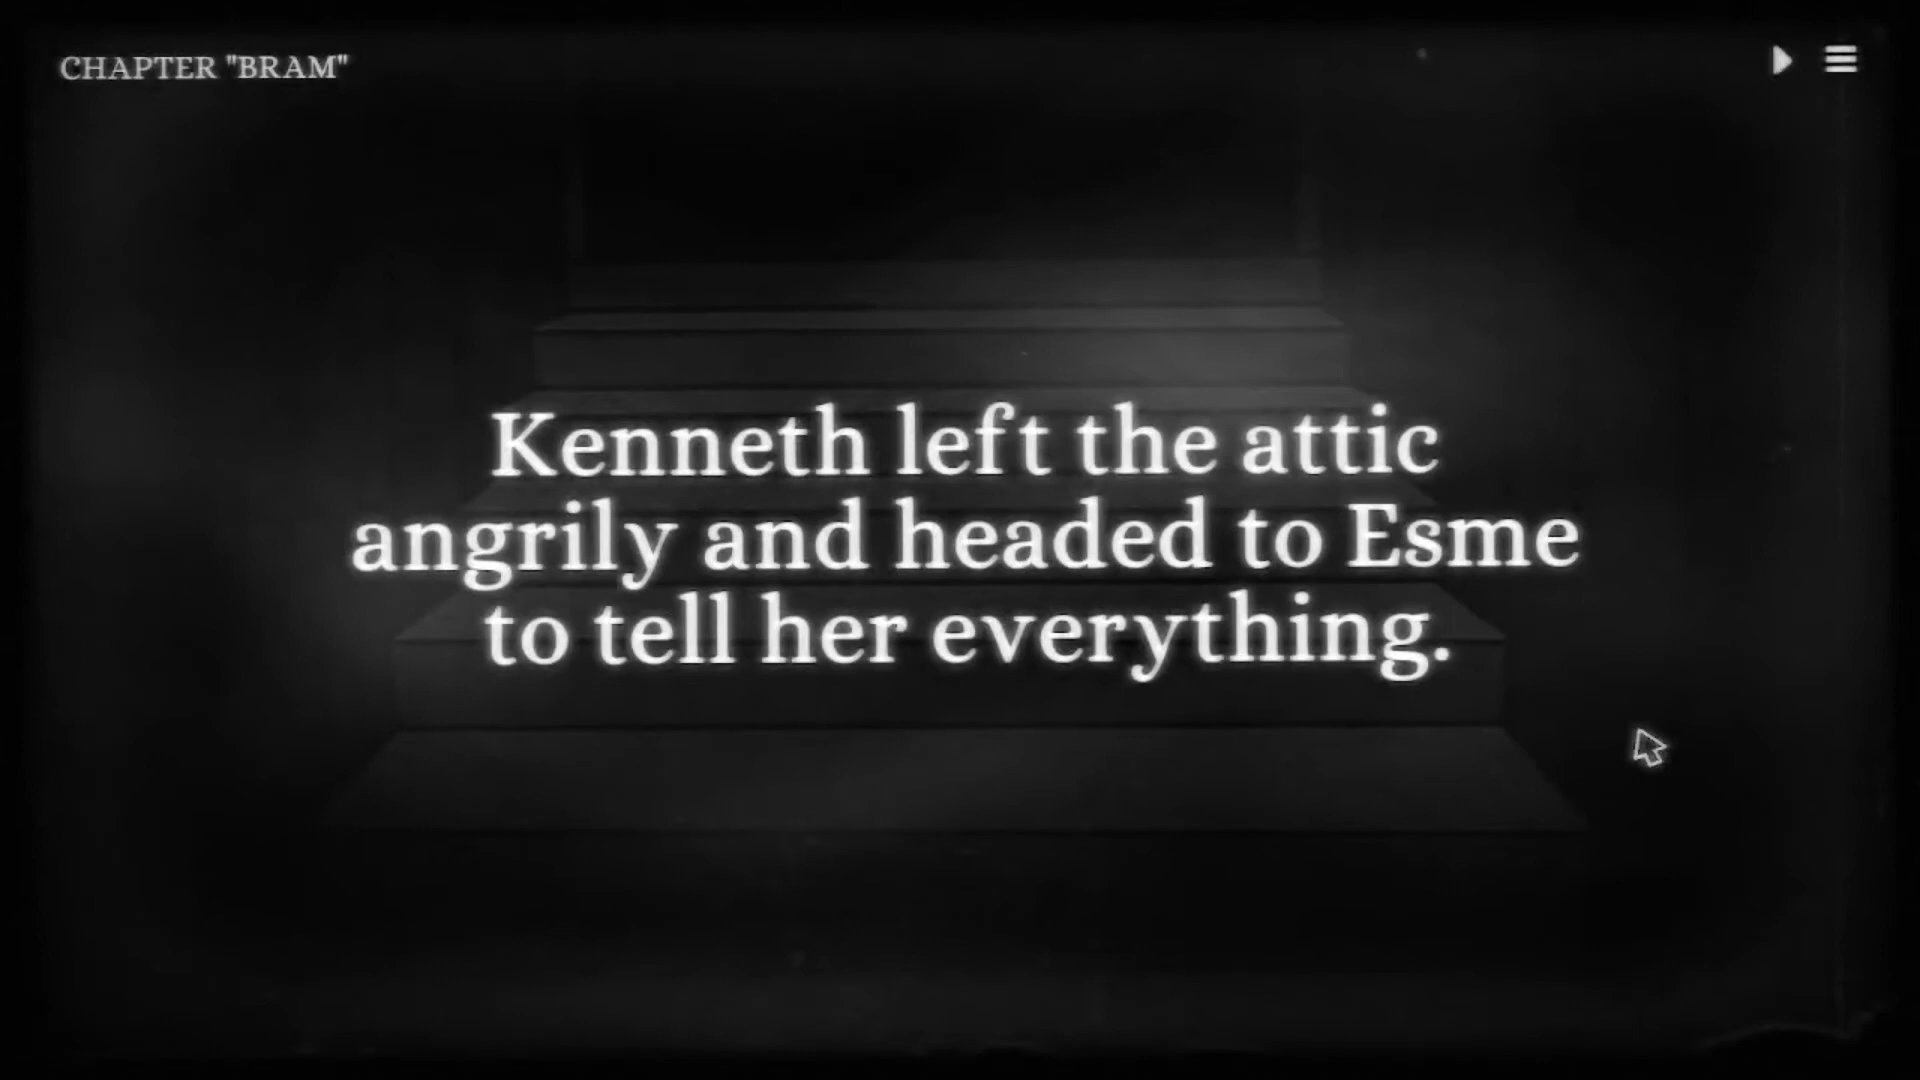 CHAPTER "BRAM"
Kenneth left the attic
angrily and headed to Esme
to tell her everything.